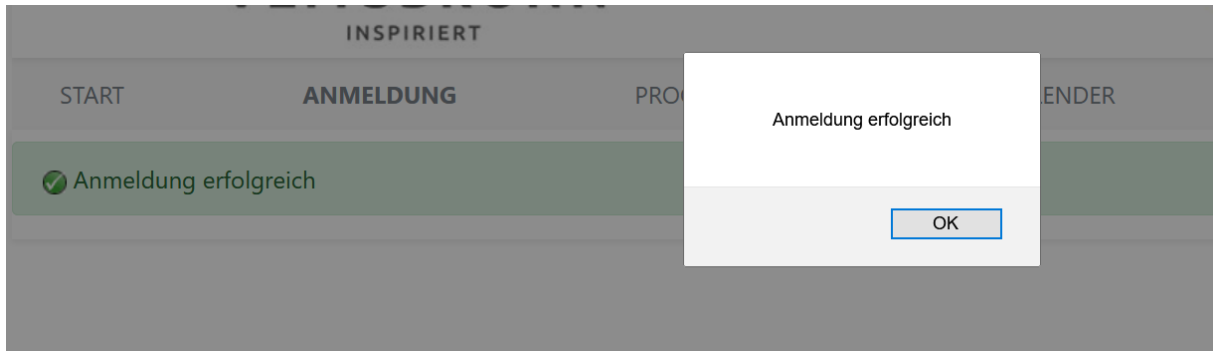 INSPIRIERT
START ANMELDUNG
Anmeldung erfolgreich
Anmeldung erfolgreich
OK